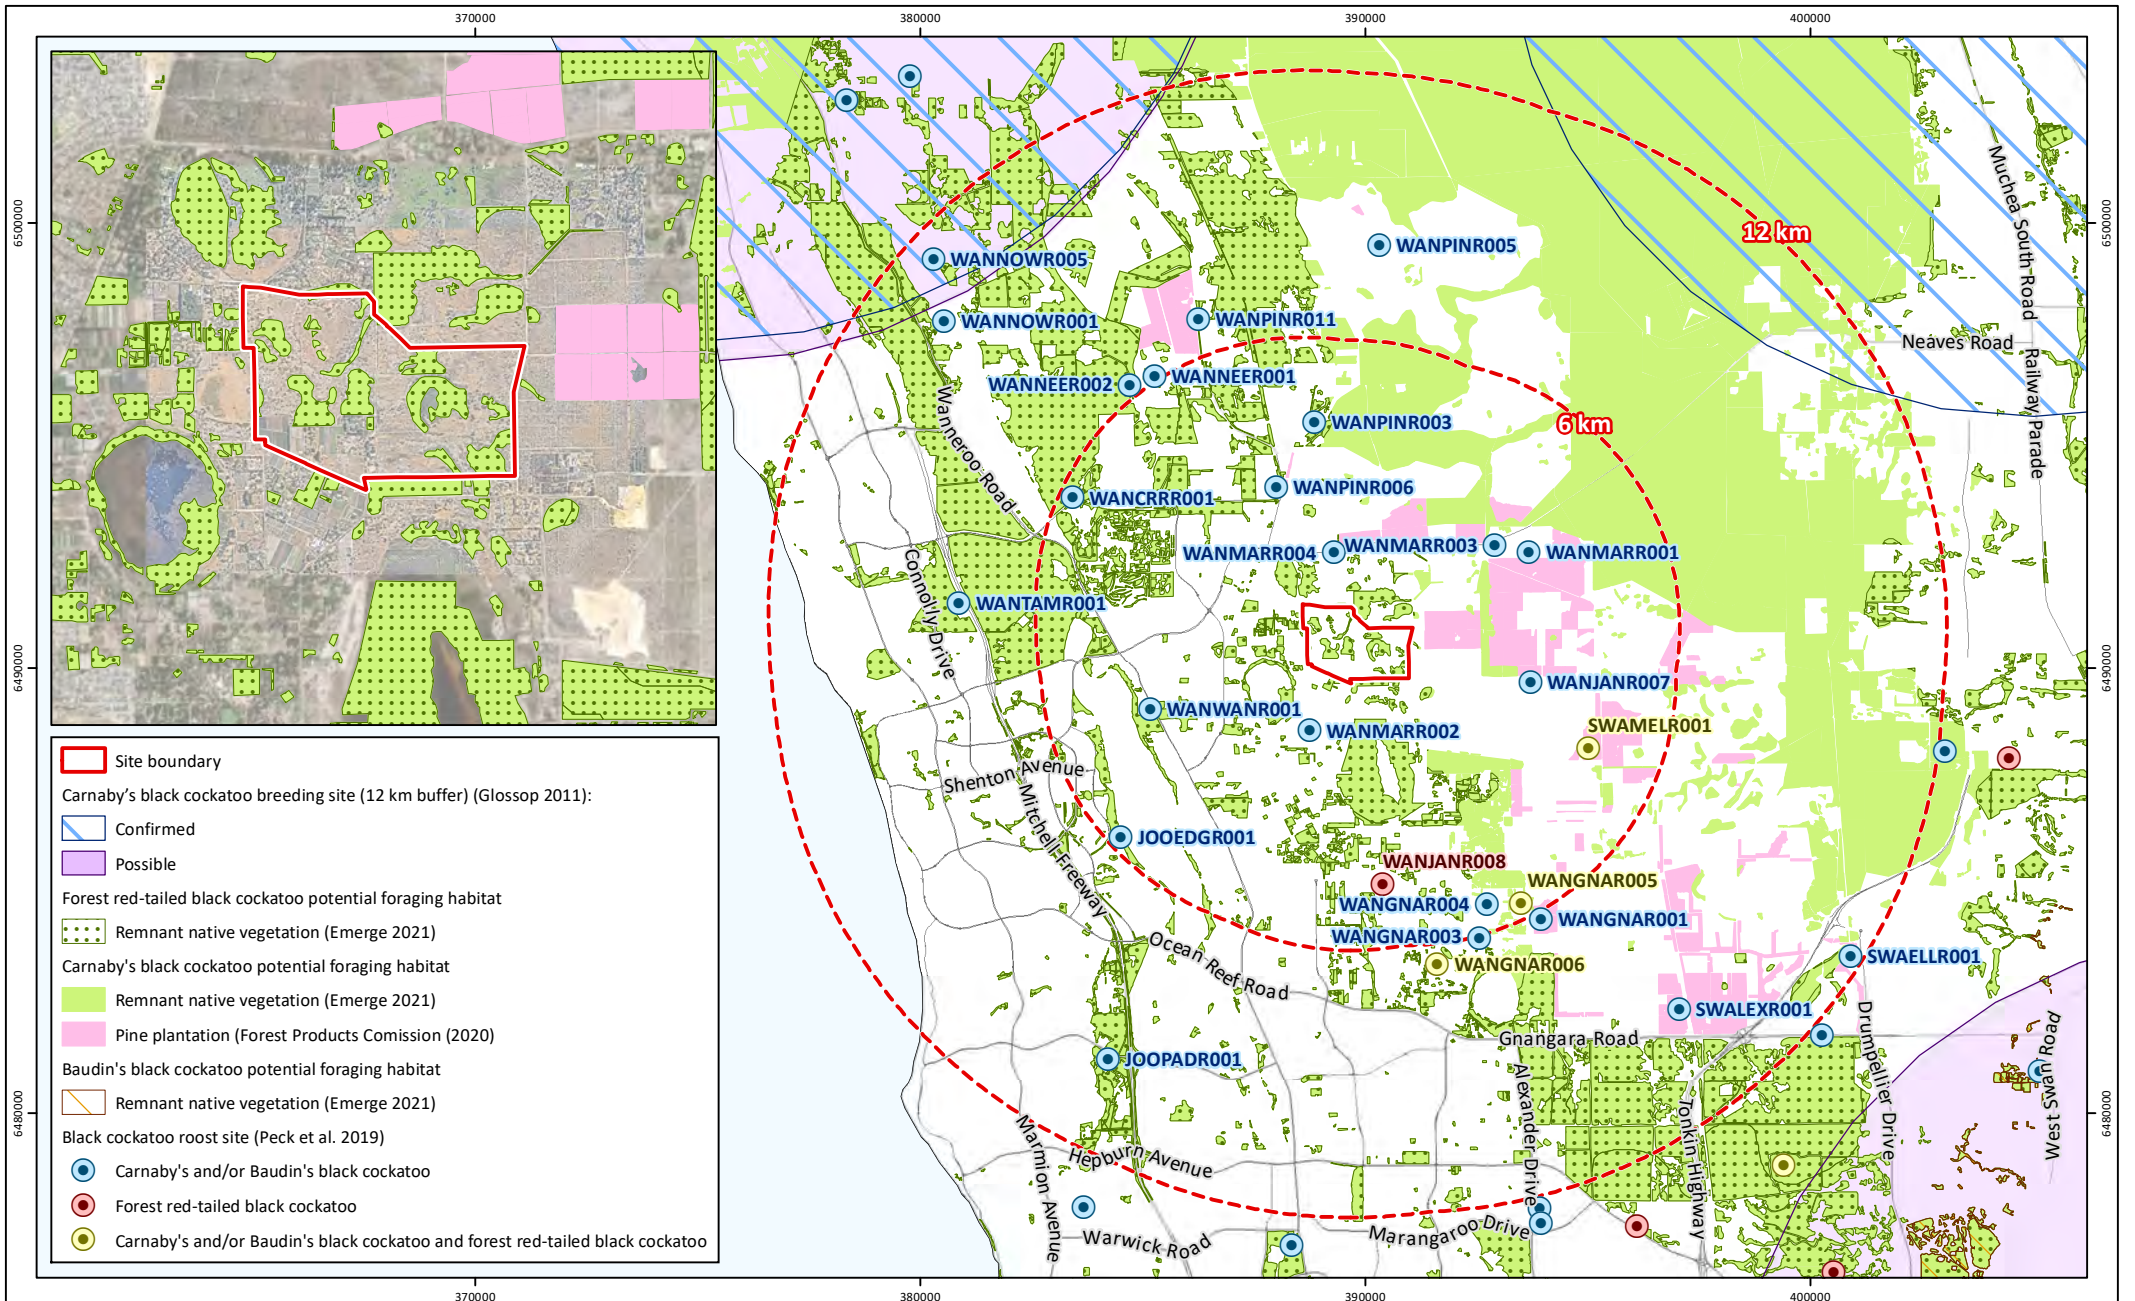 370000
380000
390000
400000
6500000
6490000
6480000
6500000
6490000
6480000
12 km
6 km
Muchea South Road
Railway Parade
Neaves Road
WANPINR005
WANNOWR005
WANNOWR001
WANPINR011
WANNEER002
WANNEER001
WANPINR003
Wanneroo Road
WANCRRR001
WANPINR006
WANMARR004
WANMARR003
WANMARR001
Connolly Drive
WANTAMR001
WANJANR007
WANWANR001
WANMARR002
SWAMELR001
Shenton Avenue
Mitchell Freeway
JOOEDGR001
WANJANR008
WANGNAR005
WANGNAR004
WANGNAR001
WANGNAR003
Ocean Reef Road
WANGNAR006
SWAELLR001
SWALEXR001
Gnangara Road
Drumpellier Drive
West Swan Road
JOOPADR001
Alexander Drive
Tonkin Highway
Marmion Avenue
Hepburn Avenue
Warwick Road
Marangaroo Drive
Site boundary
Carnaby's black cockatoo breeding site (12 km buffer) (Glossop 2011):
Confirmed
Possible
Forest red-tailed black cockatoo potential foraging habitat
Remnant native vegetation (Emerge 2021)
Carnaby's black cockatoo potential foraging habitat
Remnant native vegetation (Emerge 2021)
Pine plantation (Forest Products Comission (2020)
Baudin's black cockatoo potential foraging habitat
Remnant native vegetation (Emerge 2021)
Black cockatoo roost site (Peck et al. 2019)
Carnaby's and/or Baudin's black cockatoo
Forest red-tailed black cockatoo
Carnaby's and/or Baudin's black cockatoo and forest red-tailed black cockatoo
370000
380000
390000
400000